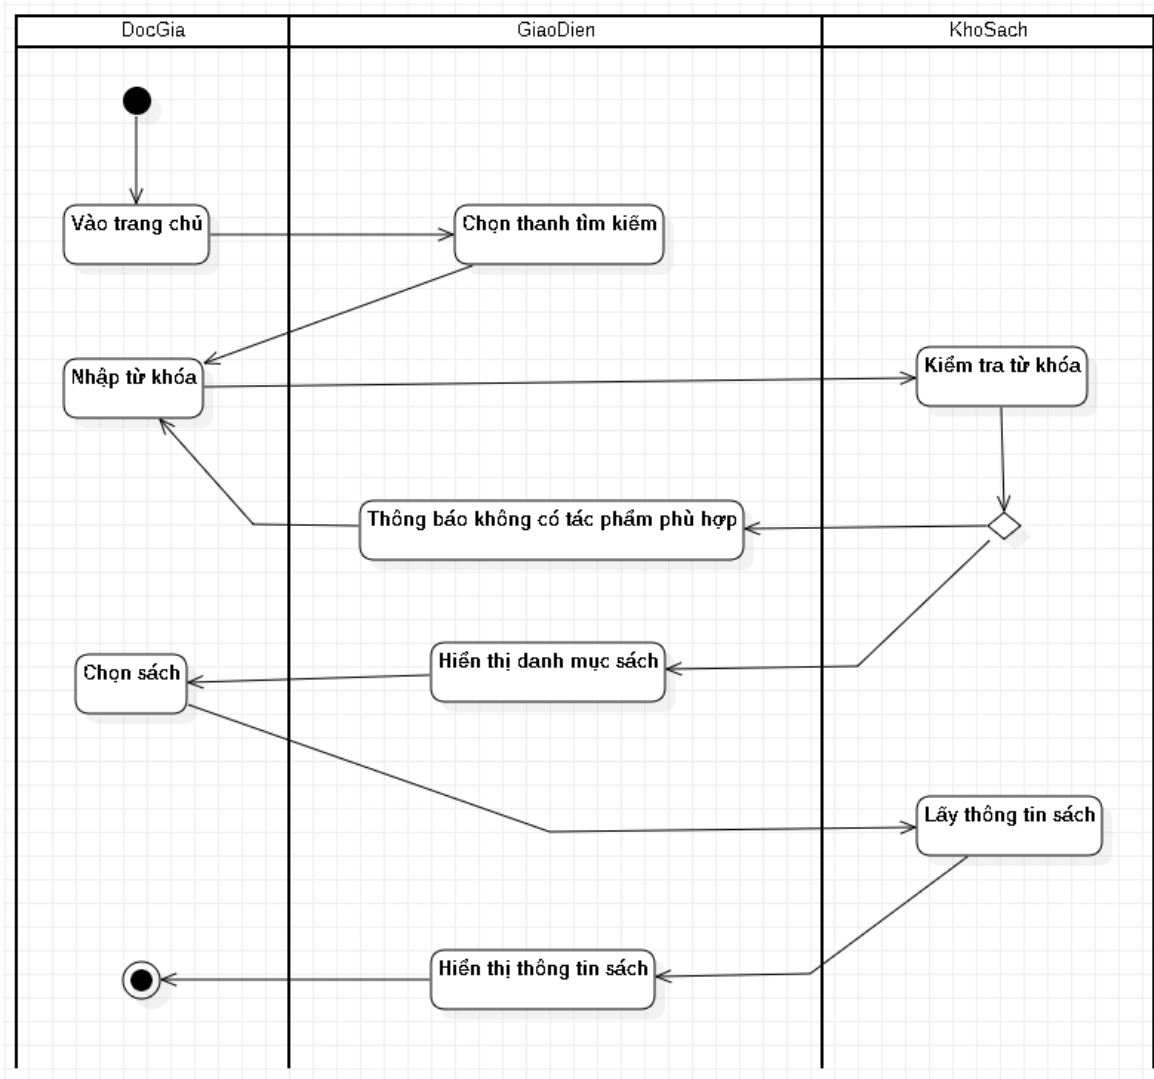 DocGia
GiaoDien
KhoSach
Vào trang chủ
Chọn thanh tìm kiếm
Nhập từ khóa
Kiểm tra từ khóa
Thông báo không có tác phẩm phù hợp
Hiển thị danh mục sách
Chọn sách
Lấy thông tin sách
Hiển thị thông tin sách